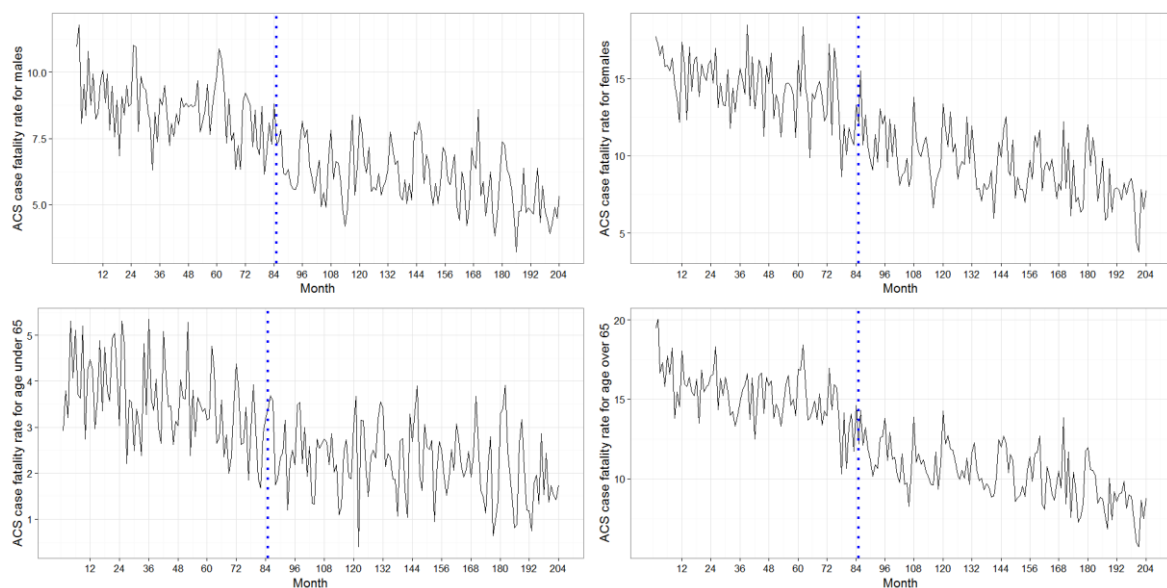 ACS case fatality rate for males
10.0
7.5
5.0
12 24 36 48 60 72 84 96 108 120 132 144 156 168 180 192 204
Month
ACS case fatality rate for females
15
10
5
12 24 36 48 60 72 84 96 108 120 132 144 156 168 180 192 204
Month
ACS case fatality rate for age under 65
5
4
3
2
1
12 24 36 48 60 72 84 96 108 120 132 144 156 168 180 192 204
Month
ACS case fatality rate for age over 65
20
15
10
12 24 36 48 60 72 84 96 108 120 132 144 156 168 180 192 204
Month